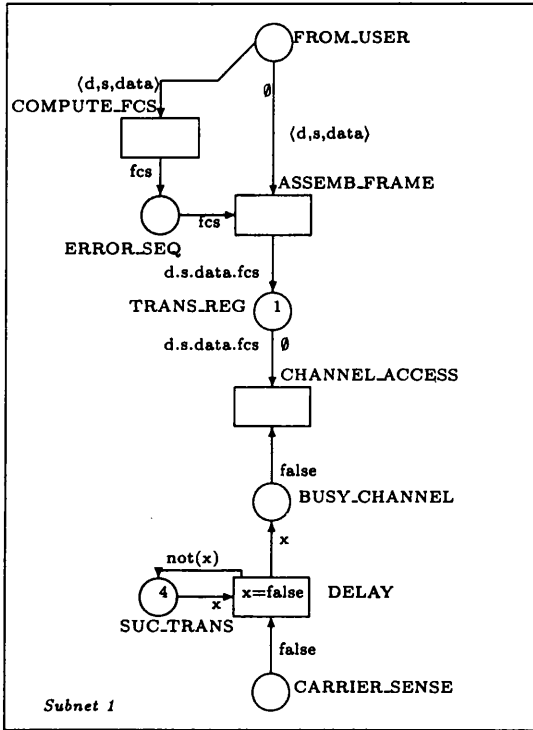 FROM_USER
⟨d,s,data⟩
∅
COMPUTE_FCS
⟨d,s,data⟩
fcs
ASSEMB_FRAME
fcs
ERROR_SEQ
d.s.data.fcs
TRANS_REG
1
d.s.data.fcs
∅
CHANNEL_ACCESS
false
BUSY_CHANNEL
x
not(x)
4
x
x=false
DELAY
SUC_TRANS
false
CARRIER_SENSE
Subnet 1